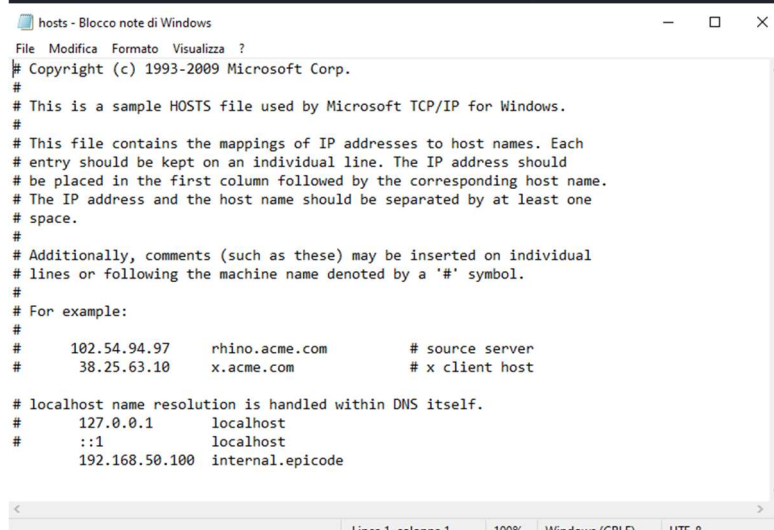 hosts - Blocco note di Windows
File Modifica Formato Visualizza ?
# Copyright (c) 1993-2009 Microsoft Corp.
#
# This is a sample HOSTS file used by Microsoft TCP/IP for Windows.
#
# This file contains the mappings of IP addresses to host names. Each
# entry should be kept on an individual line. The IP address should
# be placed in the first column followed by the corresponding host name.
# The IP address and the host name should be separated by at least one
# space.
#
# Additionally, comments (such as these) may be inserted on individual
# lines or following the machine name denoted by a '#' symbol.
#
# For example:
#
#      102.54.94.97     rhino.acme.com          # source server
#       38.25.63.10     x.acme.com              # x client host

# localhost name resolution is handled within DNS itself.
#       127.0.0.1       localhost
#       ::1             localhost
        192.168.50.100  internal.epicode
Linea 1, colonna 1 100% Windows (CRLF) UTF-8